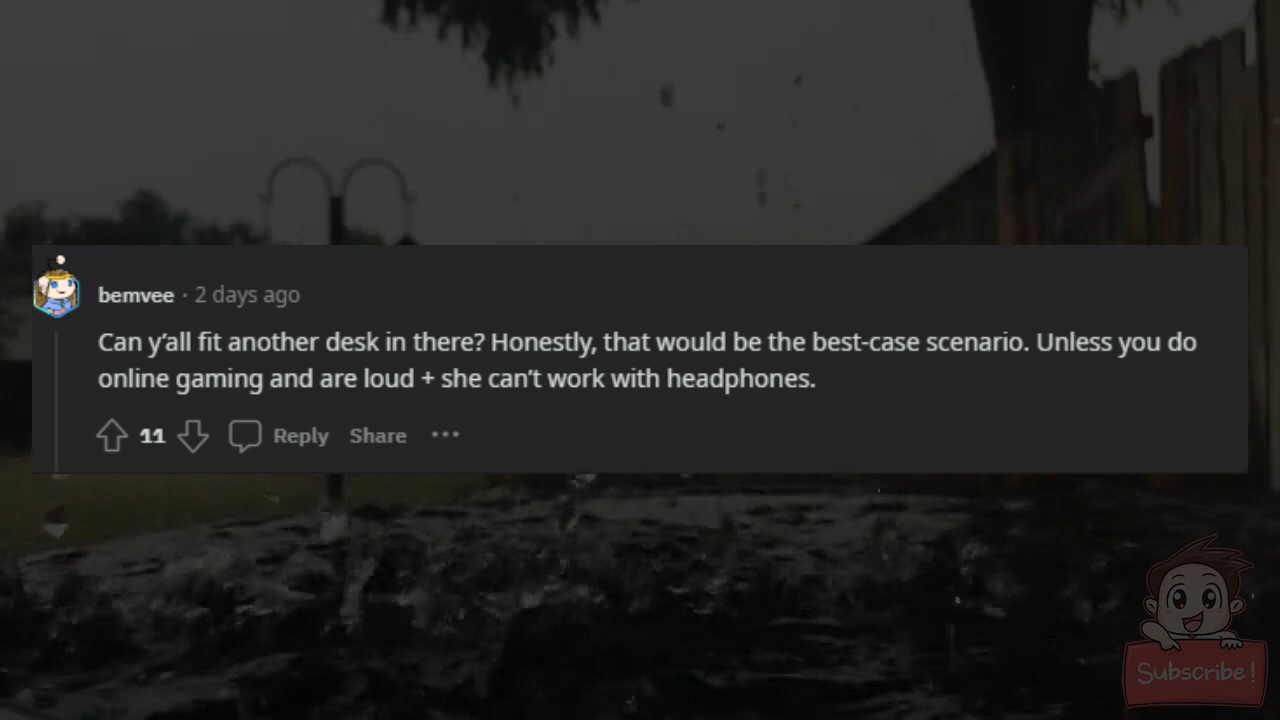 bemvee · 2 days ago
Can y’all fit another desk in there? Honestly, that would be the best-case scenario. Unless you do
online gaming and are loud + she can’t work with headphones.
11 Reply Share ···
Subscribe!